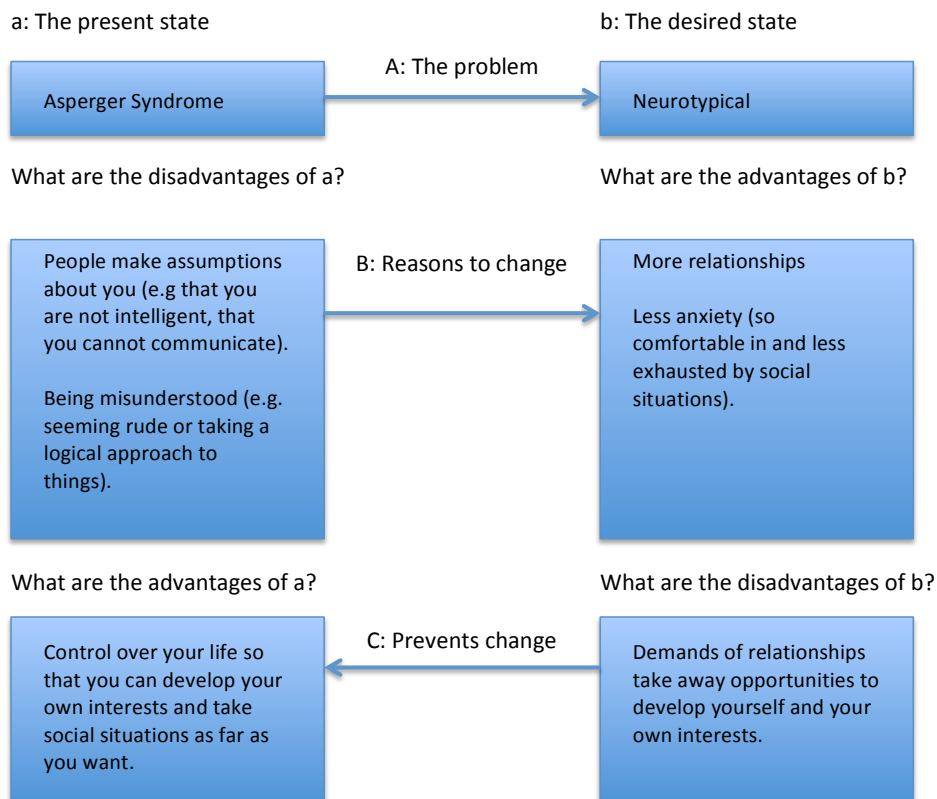 a: The present state
b: The desired state
A: The problem
Asperger Syndrome
Neurotypical
What are the disadvantages of a?
What are the advantages of b?
People make assumptions
about you (e.g that you
are not intelligent, that
you cannot communicate).
Being misunderstood (e.g.
seeming rude or taking a
logical approach to
things).
B: Reasons to change
More relationships
Less anxiety (so
comfortable in and less
exhausted by social
situations).
What are the advantages of a?
What are the disadvantages of b?
Control over your life so
that you can develop your
own interests and take
social situations as far as
you want.
C: Prevents change
Demands of relationships
take away opportunities to
develop yourself and your
own interests.